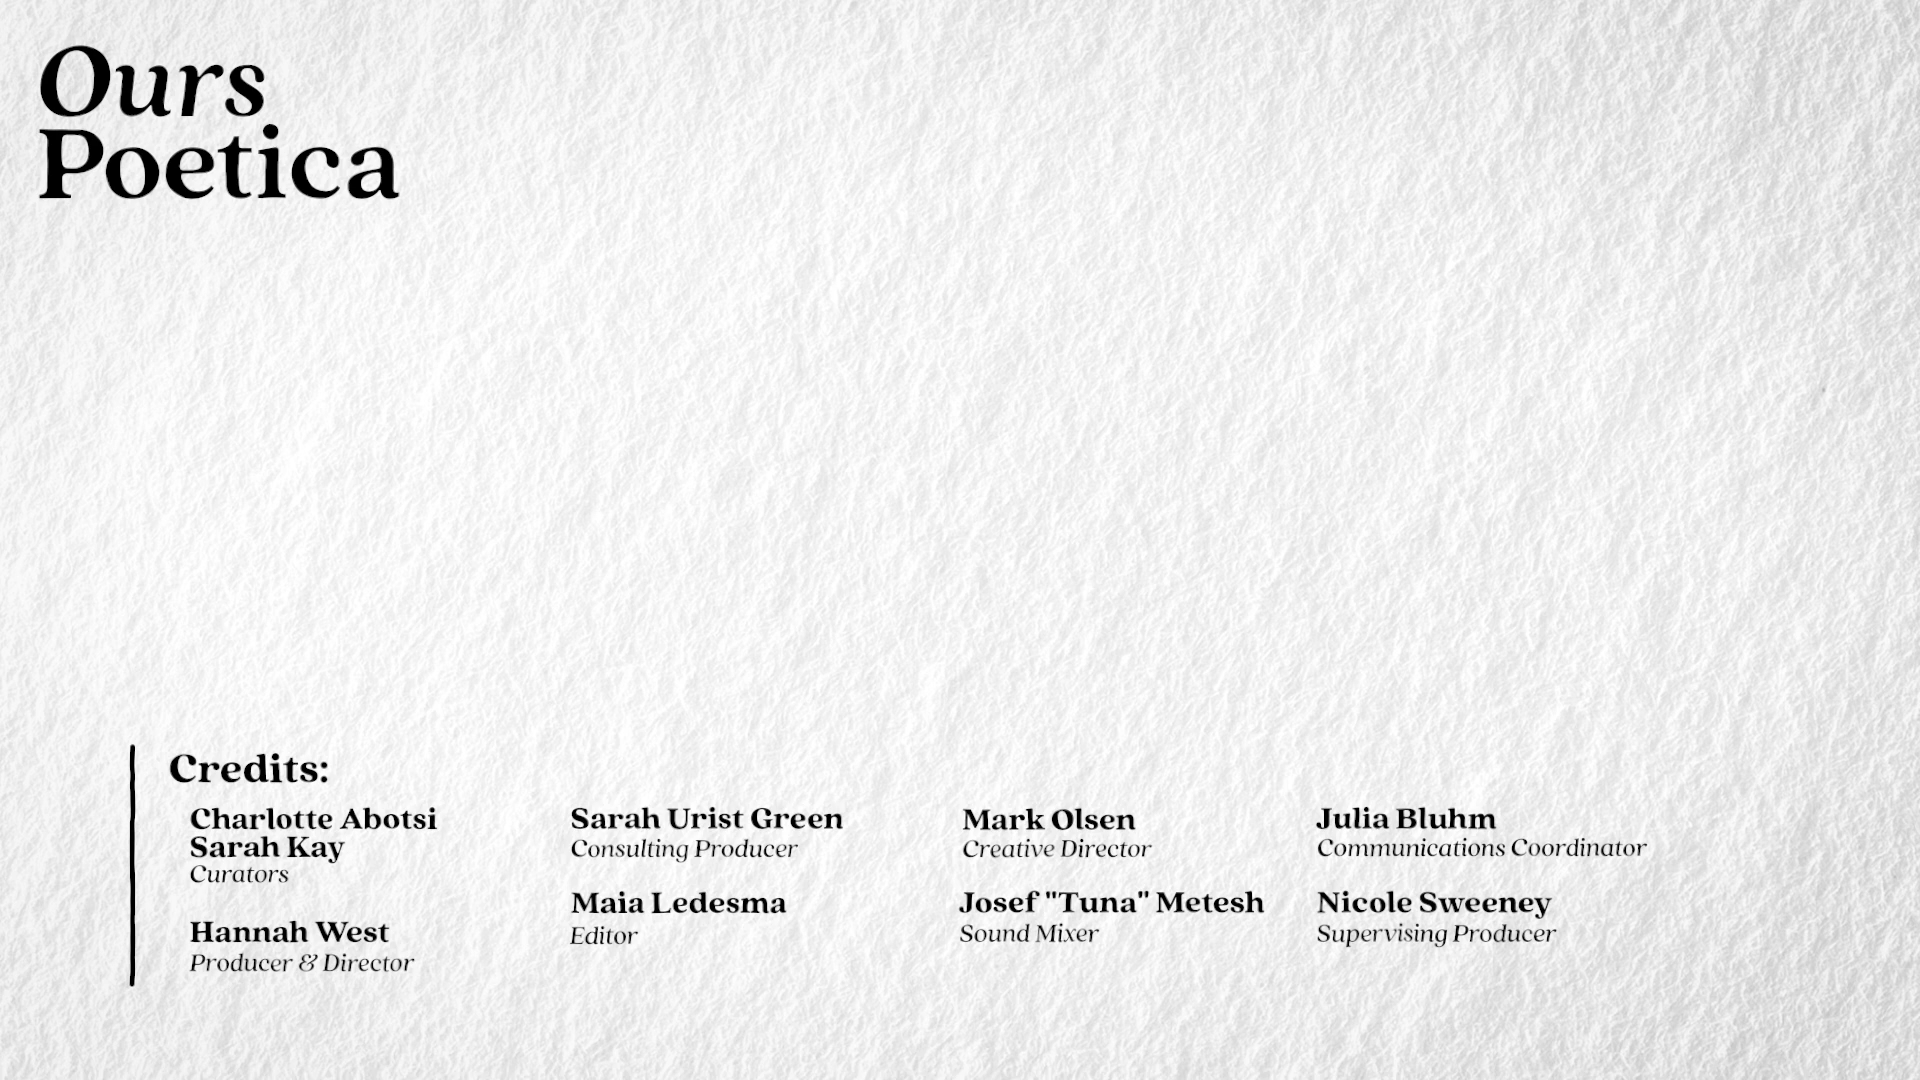 Ours
Poetica
Credits:
Charlotte Abotsi
Sarah Kay
Curators
Hannah West
Producer & Director
Sarah Urist Green
Consulting Producer
Maia Ledesma
Editor
Mark Olsen
Creative Director
Josef "Tuna" Metesh
Sound Mixer
Julia Bluhm
Communications Coordinator
Nicole Sweeney
Supervising Producer